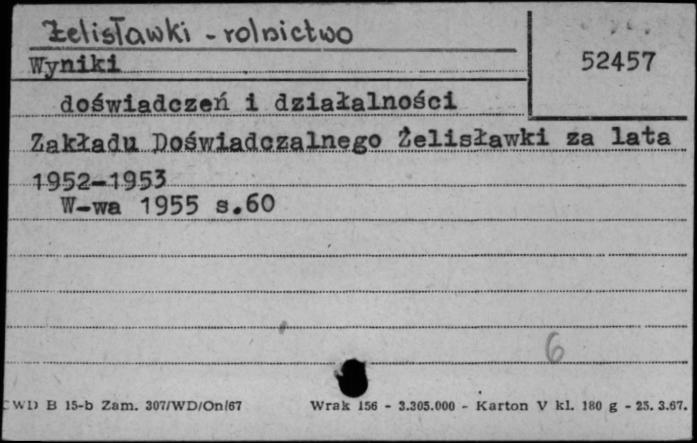 Żelisławki - rolnictwo
52457
Wyniki
doświadczeń i działalności
Zakładu Doświadczalnego Żelisławki za lata
1952-1953
W-wa 1955 s.60
6
CWD B 15-b Zam. 307/WD/On/67 Wrak 156 - 3.305.000 - Karton V kl. 180 g - 25. 3.67.